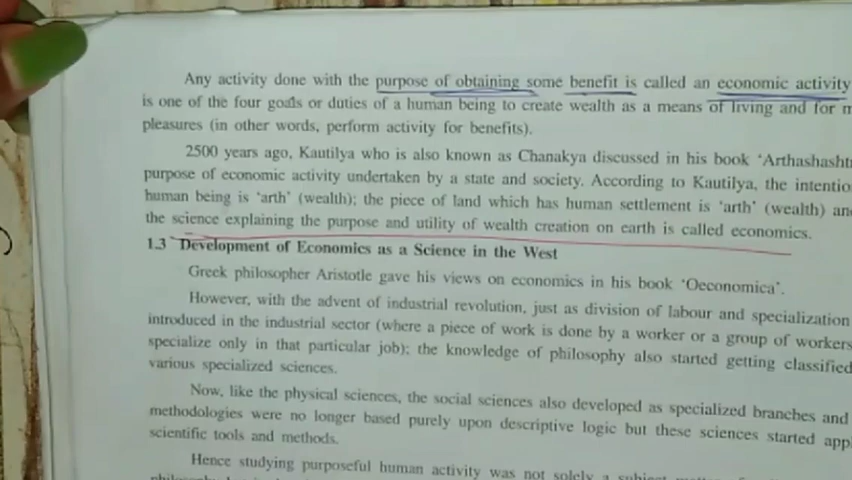 Any activity done with the purpose of obtaining some benefit is called an economic activity
is one of the four goals or duties of a human being to create wealth as a means of living and for
pleasures (in other words, perform activity for benefits).
2500 years ago, Kautilya who is also known as Chanakya discussed in his book 'Arthashasht
purpose of economic activity undertaken by a state and society. According to Kautilya, the intentio
human being is 'arth' (wealth); the piece of land which has human settlement is 'arth' (wealth) an
the science explaining the purpose and utility of wealth creation on earth is called economics.
1.3 Development of Economics as a Science in the West
Greek philosopher Aristotle gave his views on economics in his book 'Oeconomica'.
However, with the advent of industrial revolution, just as division of labour and specialization
introduced in the industrial sector (where a piece of work is done by a worker or a group of workers
specialize only in that particular job); the knowledge of philosophy also started getting classified
various specialized sciences.
Now, like the physical sciences, the social sciences also developed as specialized branches and
methodologies were no longer based purely upon descriptive logic but these sciences started appl
scientific tools and methods.
Hence studying purposeful human activity was not solely a